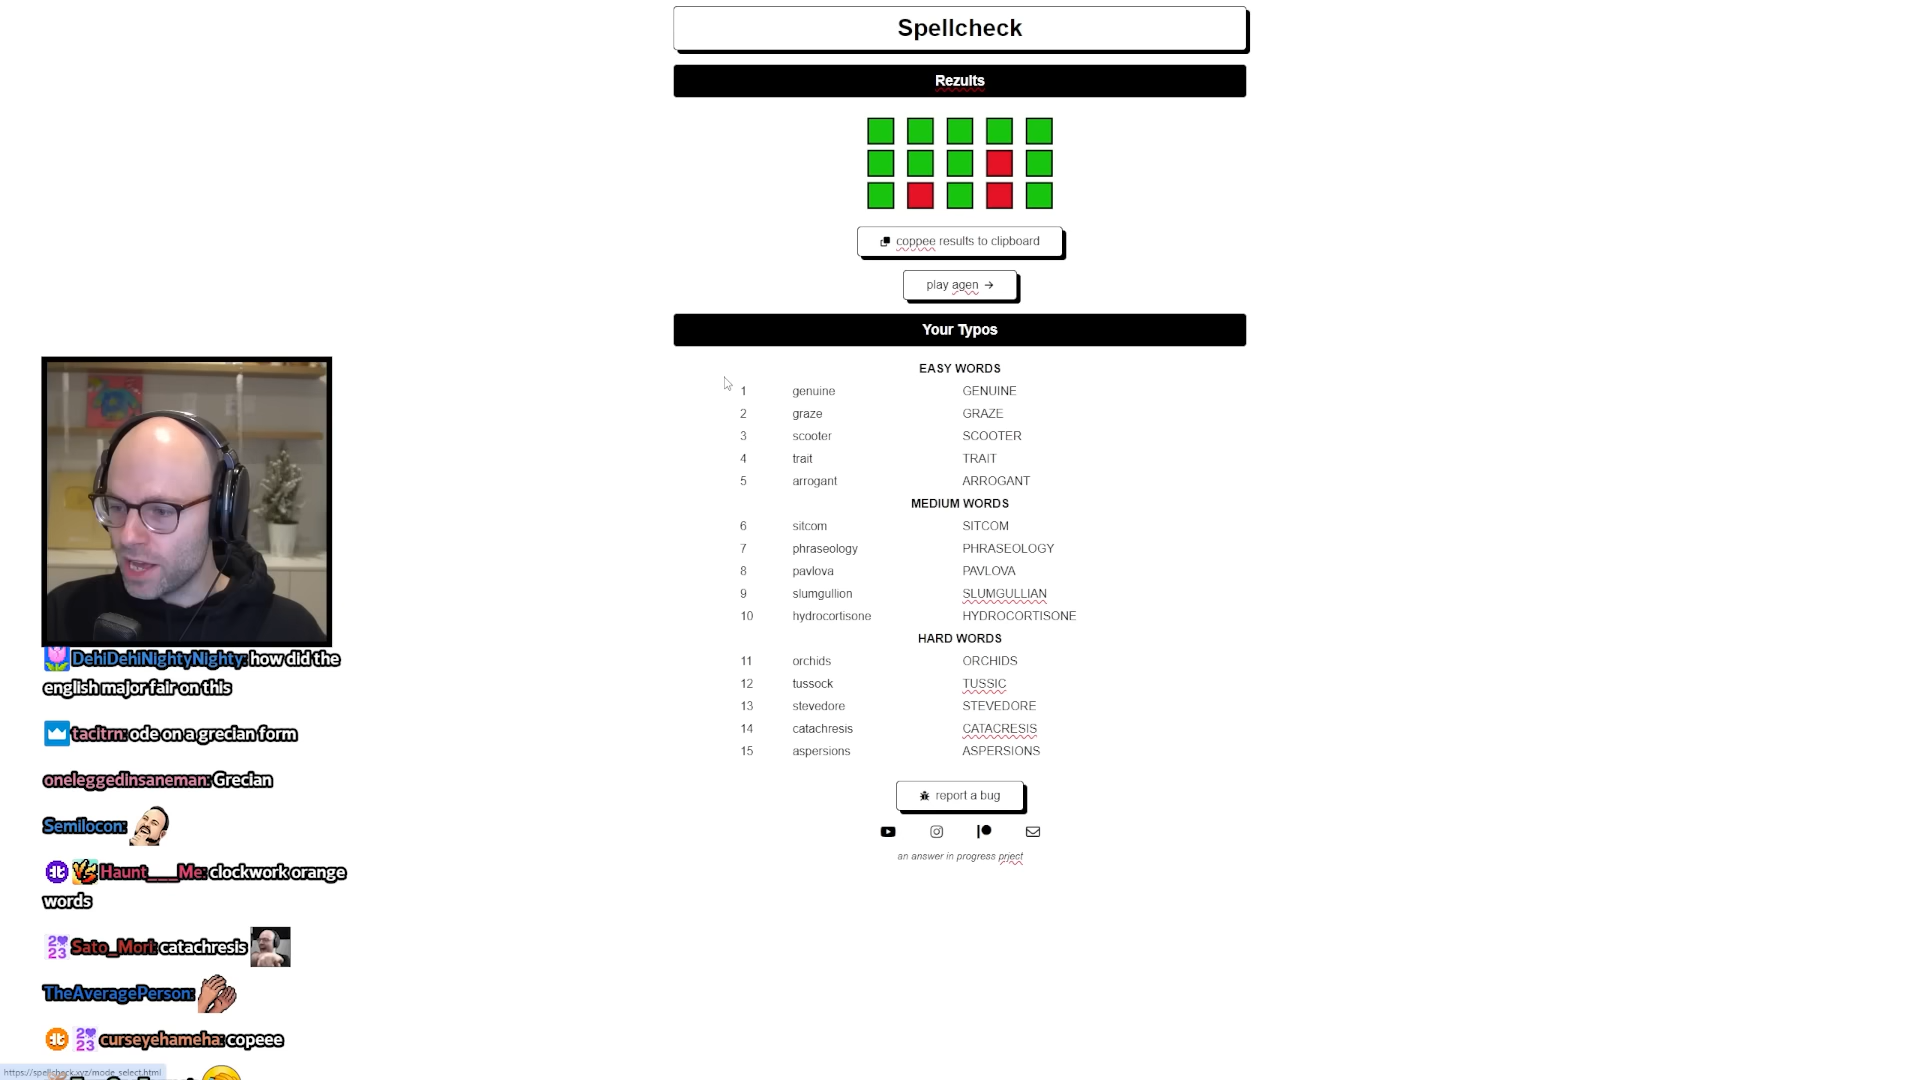 Spellcheck
Rezults
coppee results to clipboard
play agen →
Your Typos
EASY WORDS
1 genuine GENUINE
2 graze GRAZE
3 scooter SCOOTER
4 trait TRAIT
5 arrogant ARROGANT
MEDIUM WORDS
6 sitcom SITCOM
7 phraseology PHRASEOLOGY
8 pavlova PAVLOVA
9 slumgullion SLUMGULLIAN
10 hydrocortisone HYDROCORTISONE
HARD WORDS
11 orchids ORCHIDS
12 tussock TUSSIC
13 stevedore STEVEDORE
14 catachresis CATACRESIS
15 aspersions ASPERSIONS
report a bug
an answer in progress prject
DehiDehiNightyNighty: how did the
english major fair on this
tacitrn: ode on a grecian form
oneleggedinsaneman: Grecian
Semilocon:
Haunt___Me: clockwork orange
words
Sato_Mori: catachresis
TheAveragePerson:
curseyehameha: copeee
https://spellcheck.xyz/mode_select.html